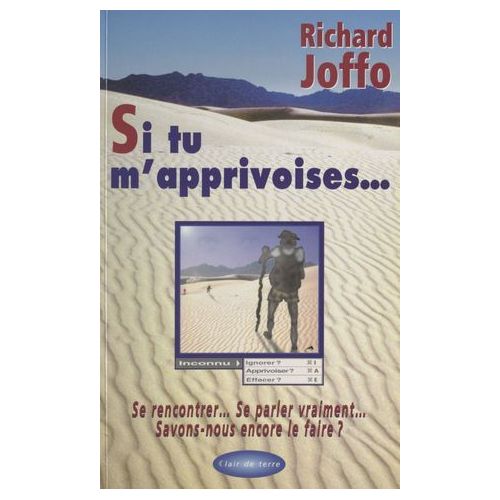 Richard
Joffo
Si tu
m'apprivoises...
Inconnu
Ignorer ? ⌘I
Apprivoiser ? ⌘A
Effacer ? ⌘E
Se rencontrer... Se parler vraiment...
Savons-nous encore le faire ?
Clair de terre